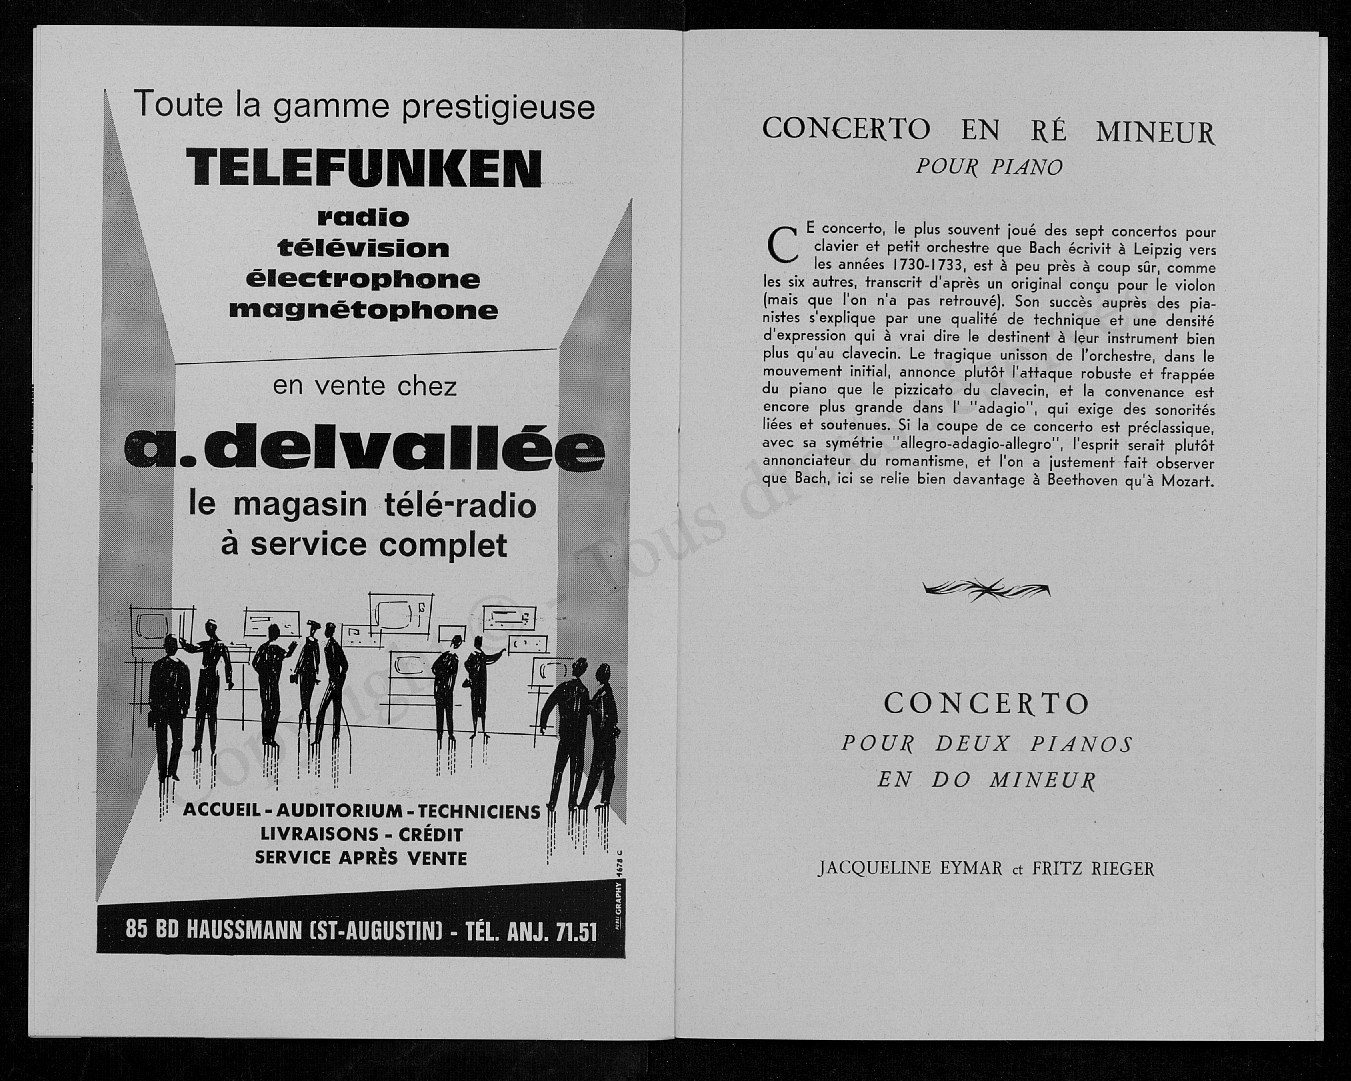 Toute la gamme prestigieuse
TELEFUNKEN
radio
télévision
électrophone
magnétophone
en vente chez
a.delvallée
le magasin télé-radio
à service complet
ACCUEIL - AUDITORIUM - TECHNICIENS
LIVRAISONS - CRÉDIT
SERVICE APRÈS VENTE
GRAPHY 4678 G
85 BD HAUSSMANN (ST-AUGUSTIN) - TÉL. ANJ. 71.51
CONCERTO EN RÉ MINEUR
POUR PIANO
CE concerto, le plus souvent joué des sept concertos pour
clavier et petit orchestre que Bach écrivit à Leipzig vers
les années 1730-1733, est à peu près à coup sûr, comme
les six autres, transcrit d'après un original conçu pour le violon
(mais que l'on n'a pas retrouvé). Son succès auprès des pia-
nistes s'explique par une qualité de technique et une densité
d'expression qui à vrai dire le destinent à leur instrument bien
plus qu'au clavecin. Le tragique unisson de l'orchestre, dans le
mouvement initial, annonce plutôt l'attaque robuste et frappée
du piano que le pizzicato du clavecin, et la convenance est
encore plus grande dans l' "adagio", qui exige des sonorités
liées et soutenues. Si la coupe de ce concerto est préclassique,
avec sa symétrie "allegro-adagio-allegro", l'esprit serait plutôt
annonciateur du romantisme, et l'on a justement fait observer
que Bach, ici se relie bien davantage à Beethoven qu'à Mozart.
CONCERTO
POUR DEUX PIANOS
EN DO MINEUR
JACQUELINE EYMAR et FRITZ RIEGER